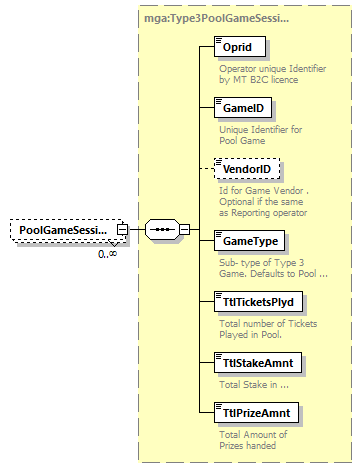 mga:Type3PoolGameSessi...
Oprid
Operator unique Identifier
by MT B2C licence
GameID
Unique Identifier for
Pool Game
VendorID
Id for Game Vendor .
Optional if the same
as Reporting operator
PoolGameSessi...
0..∞
GameType
Sub- type of Type 3
Game. Defaults to Pool ...
TtlTicketsPlyd
Total number of Tickets
Played in Pool.
TtlStakeAmnt
Total Stake in ...
TtlPrizeAmnt
Total Amount of
Prizes handed